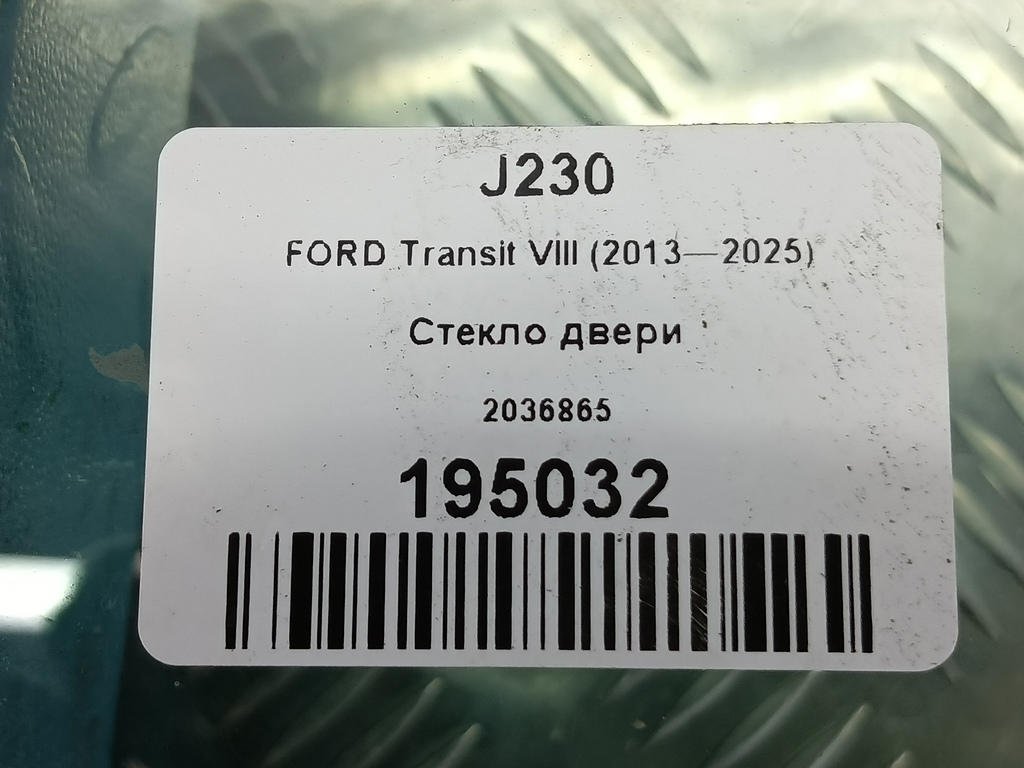 J230
FORD Transit VIII (2013—2025)
Стекло двери
2036865
195032